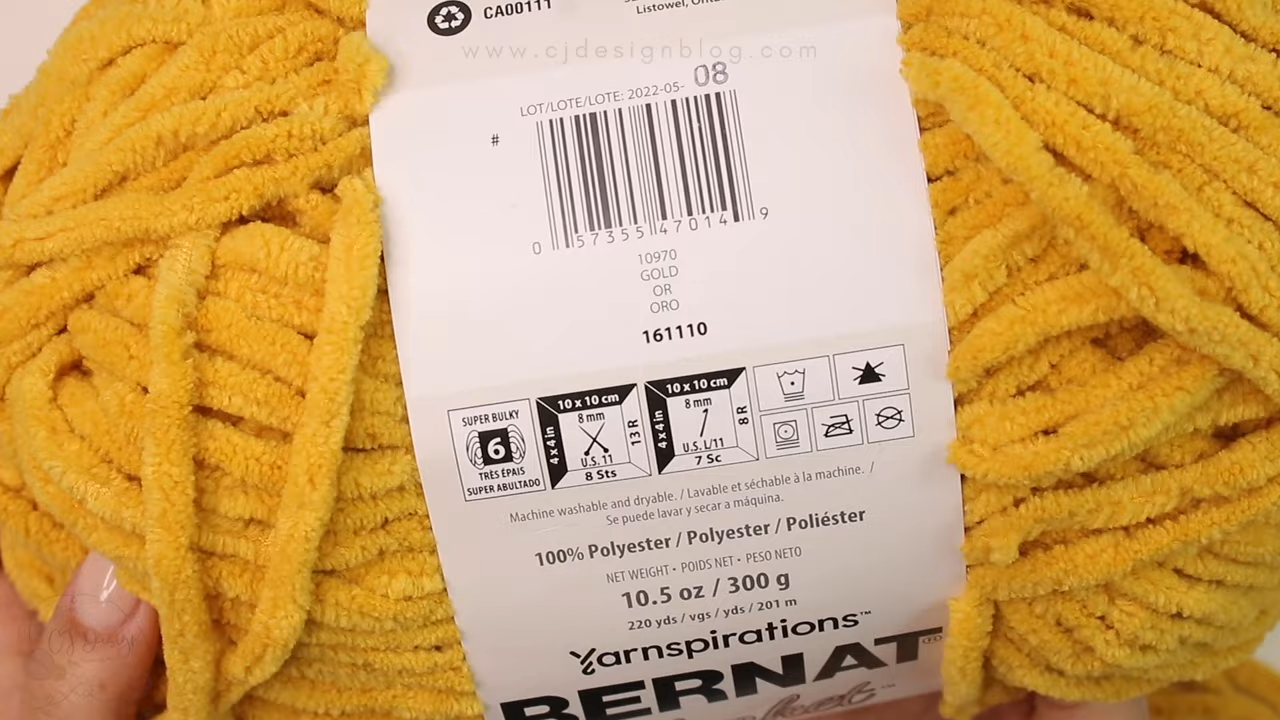 CA00111
Listowel, Onta
www.cjdesignblog.com
LOT/LOTE/LOTE: 2022-05- 08
#
0 57355 47014 9
10970
GOLD
OR
ORO
161110
SUPER BULKY
6
TRÈS ÉPAIS
SUPER ABULTADO
10 x 10 cm
4 x 4 in
8 mm
13 R
U.S. 11
8 Sts
10 x 10 cm
4 x 4 in
8 mm
8 R
U.S. L/11
7 Sc
Machine washable and dryable. / Lavable et séchable à la machine. /
Se puede lavar y secar a máquina.
100% Polyester / Polyester / Poliéster
NET WEIGHT • POIDS NET • PESO NETO
10.5 oz / 300 g
220 yds / vgs / yds / 201 m
Yarnspirations™
BERNAT®
CJ Design